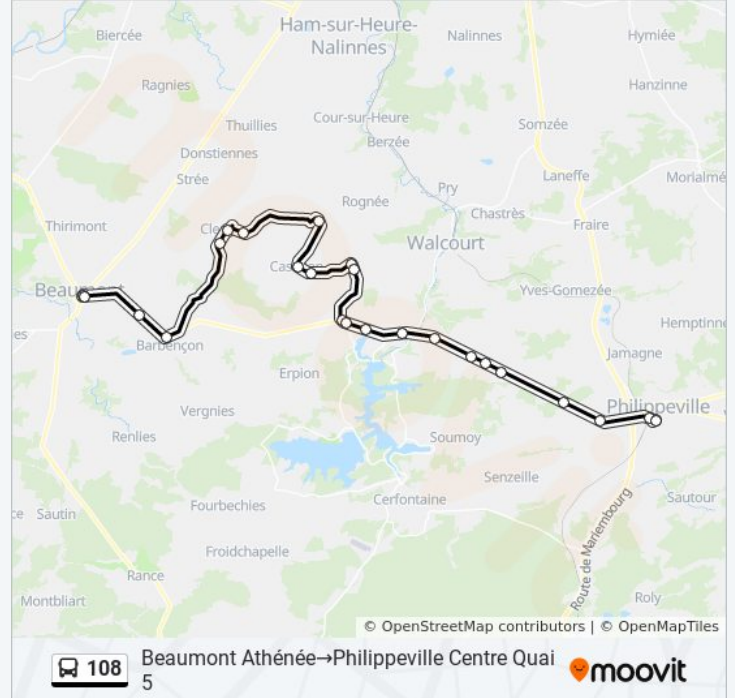 Ham-sur-Heure-
Nalinnes
Biercée
Nalinnes
Hymiée
Ragnies
Hanzinne
Cour-sur-Heure
Thuillies
Somzée
Berzée
Donstiennes
Strée
Laneffe
Morialmé
Pry
Rognée
Chastrès
Thirimont
Fraire
Walcourt
Beaumont
Yves-Gomezée
Hemptinne
Barbençon
Jamagne
Erpion
Philippeville
Vergnies
Renlies
Soumoy
Senzeille
Cerfontaine
Sautour
Fourbechies
Sautin
Froidchapelle
Route de Mariembourg
Rance
Montbliart
Roly
© OpenStreetMap contributors | © OpenMapTiles
108
Beaumont Athénée→Philippeville Centre Quai
5
moovit